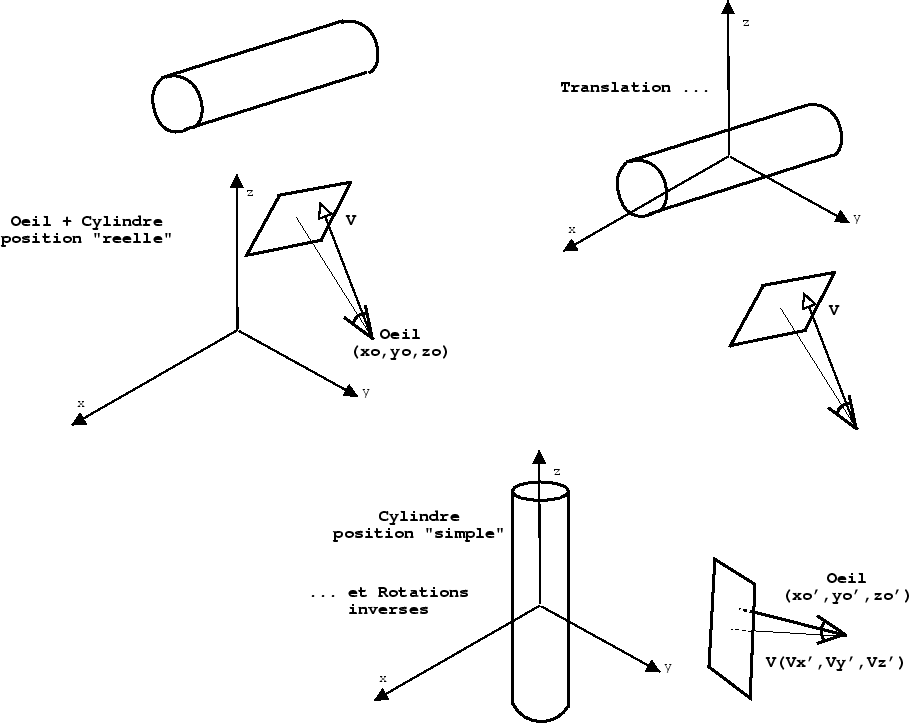 z
Translation ...
z
Oeil + Cylindre
position "reelle"
V
x
y
V
Oeil
(xo,yo,zo)
x
y
z
Cylindre
position "simple"
... et Rotations
inverses
Oeil
(xo',yo',zo')
V(Vx',Vy',Vz')
x
y